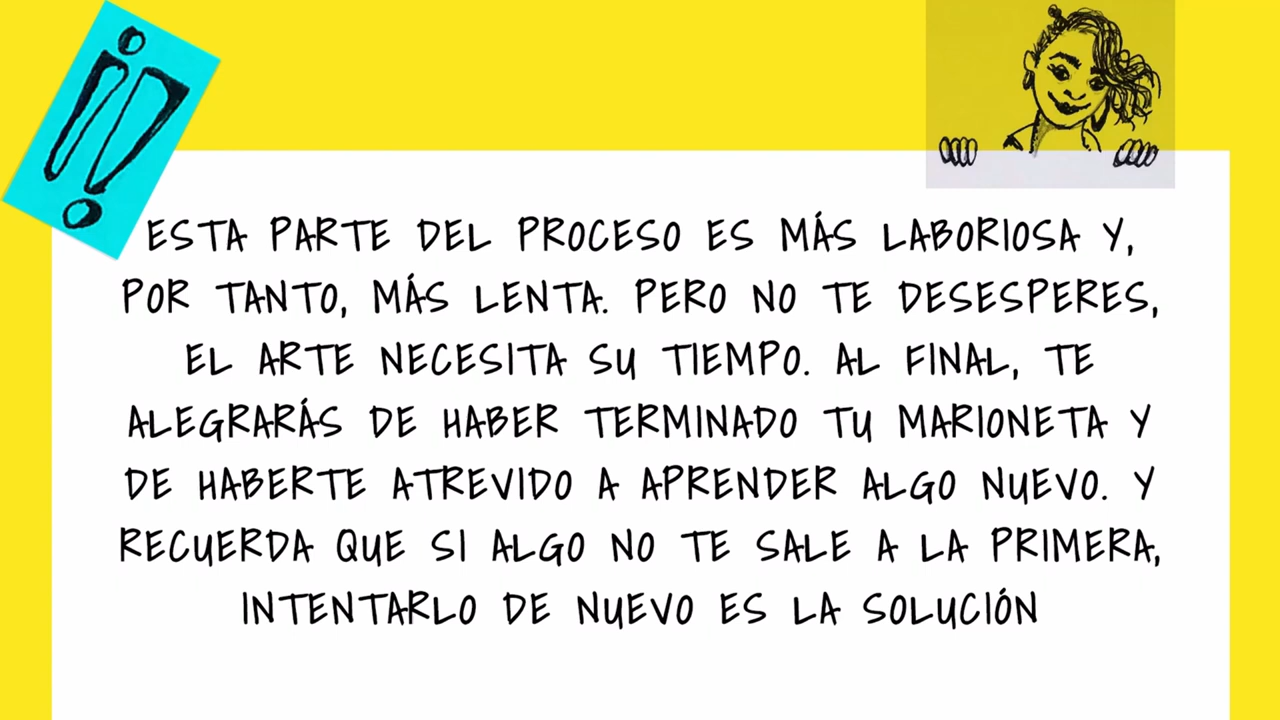 ¡!
ESTA PARTE DEL PROCESO ES MÁS LABORIOSA Y,
POR TANTO, MÁS LENTA. PERO NO TE DESESPERES,
EL ARTE NECESITA SU TIEMPO. AL FINAL, TE
ALEGRARÁS DE HABER TERMINADO TU MARIONETA Y
DE HABERTE ATREVIDO A APRENDER ALGO NUEVO. Y
RECUERDA QUE SI ALGO NO TE SALE A LA PRIMERA,
INTENTARLO DE NUEVO ES LA SOLUCIÓN